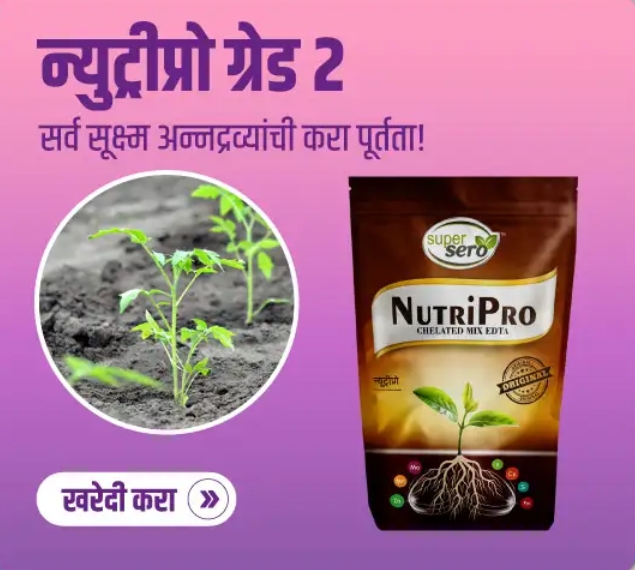 न्युट्रीप्रो ग्रेड 2
सर्व सूक्ष्म अन्नद्रव्यांची करा पूर्तता!
super
sero
NUTRIPRO
CHELATED MIX EDTA
न्युट्रीप्रो
ORIGINAL
खरेदी करा